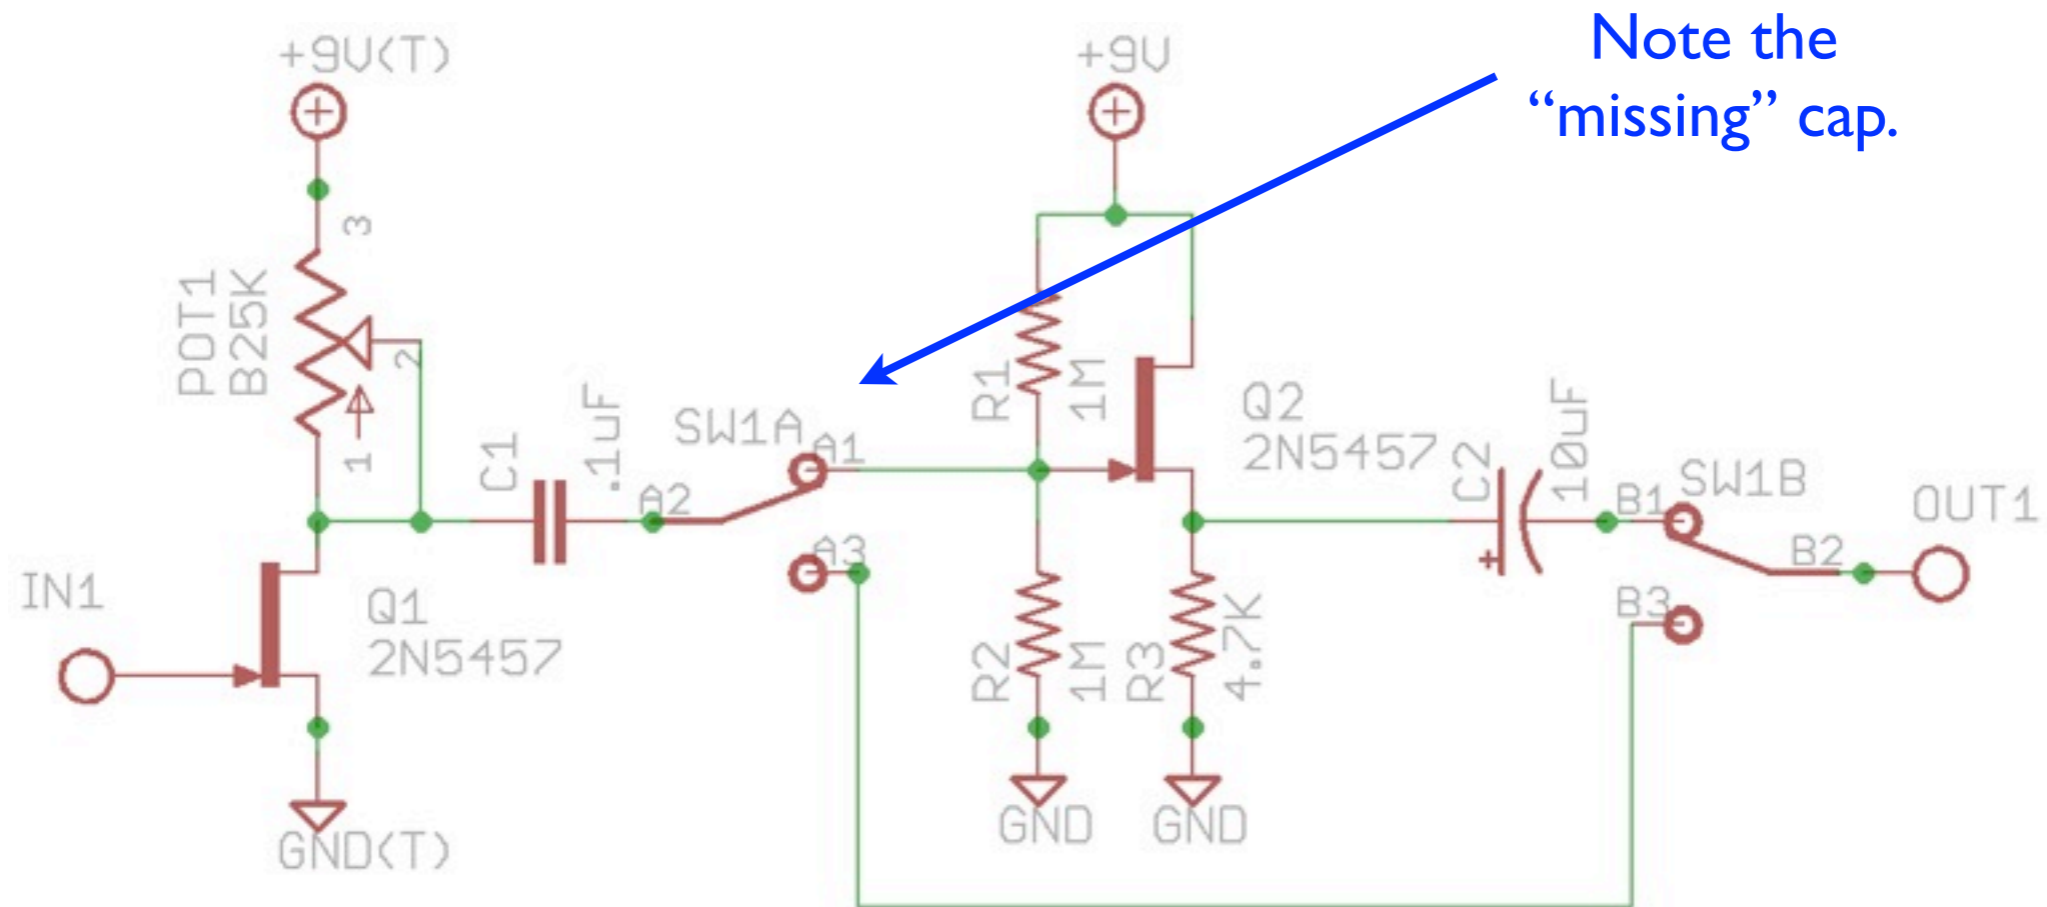 Note the
“missing” cap.
+9V(T)
+9V
3
POT1
B25K
2
1
C1
.1uF
A2
SW1A
A1
A3
R1
1M
Q2
2N5457
C2
10uF
+
B1
SW1B
B2
B3
OUT1
IN1
Q1
2N5457
R2
1M
R3
4.7K
GND
GND
GND(T)